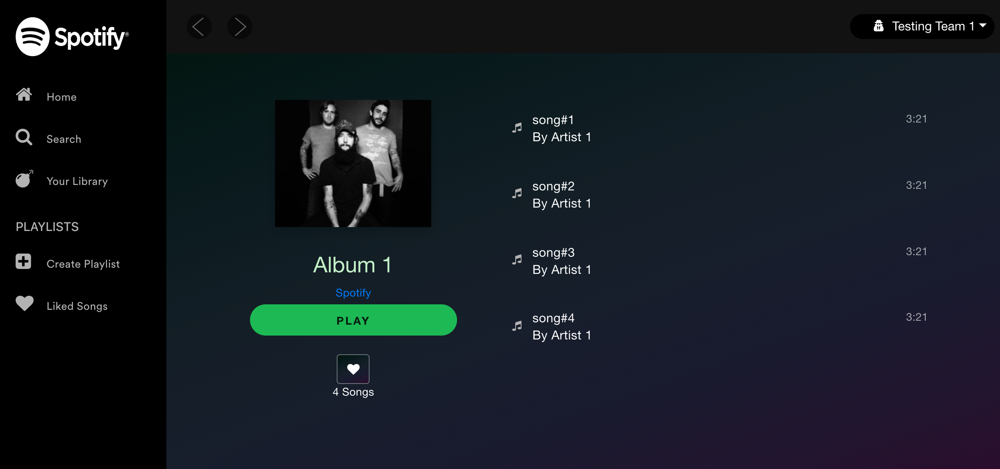 Spotify®
Home
Search
Your Library
PLAYLISTS
Create Playlist
Liked Songs
Testing Team 1
Album 1
Spotify
PLAY
4 Songs
song#1
By Artist 1
3:21
song#2
By Artist 1
3:21
song#3
By Artist 1
3:21
song#4
By Artist 1
3:21